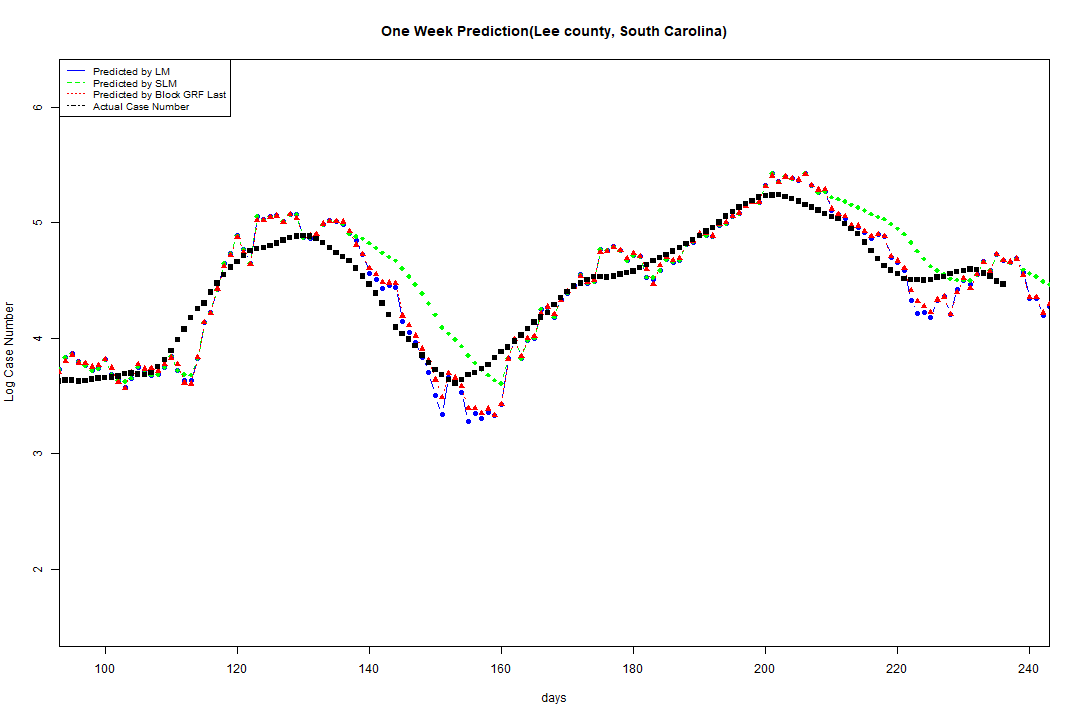 One Week Prediction(Lee county, South Carolina)
Predicted by LM
Predicted by SLM
Predicted by Block GRF Last
Actual Case Number
6
5
4
3
2
Log Case Number
100 120 140 160 180 200 220 240
days